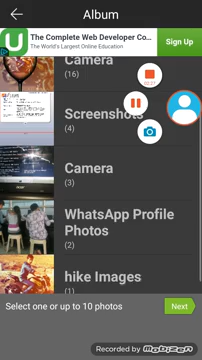 Album
The Complete Web Developer Co...
The World's Largest Online Education
Sign Up
Camera
(16)
Screenshots
(4)
Camera
(3)
WhatsApp Profile
Photos
(2)
hike Images
Select one or up to 10 photos
Next
Recorded by Mobizen